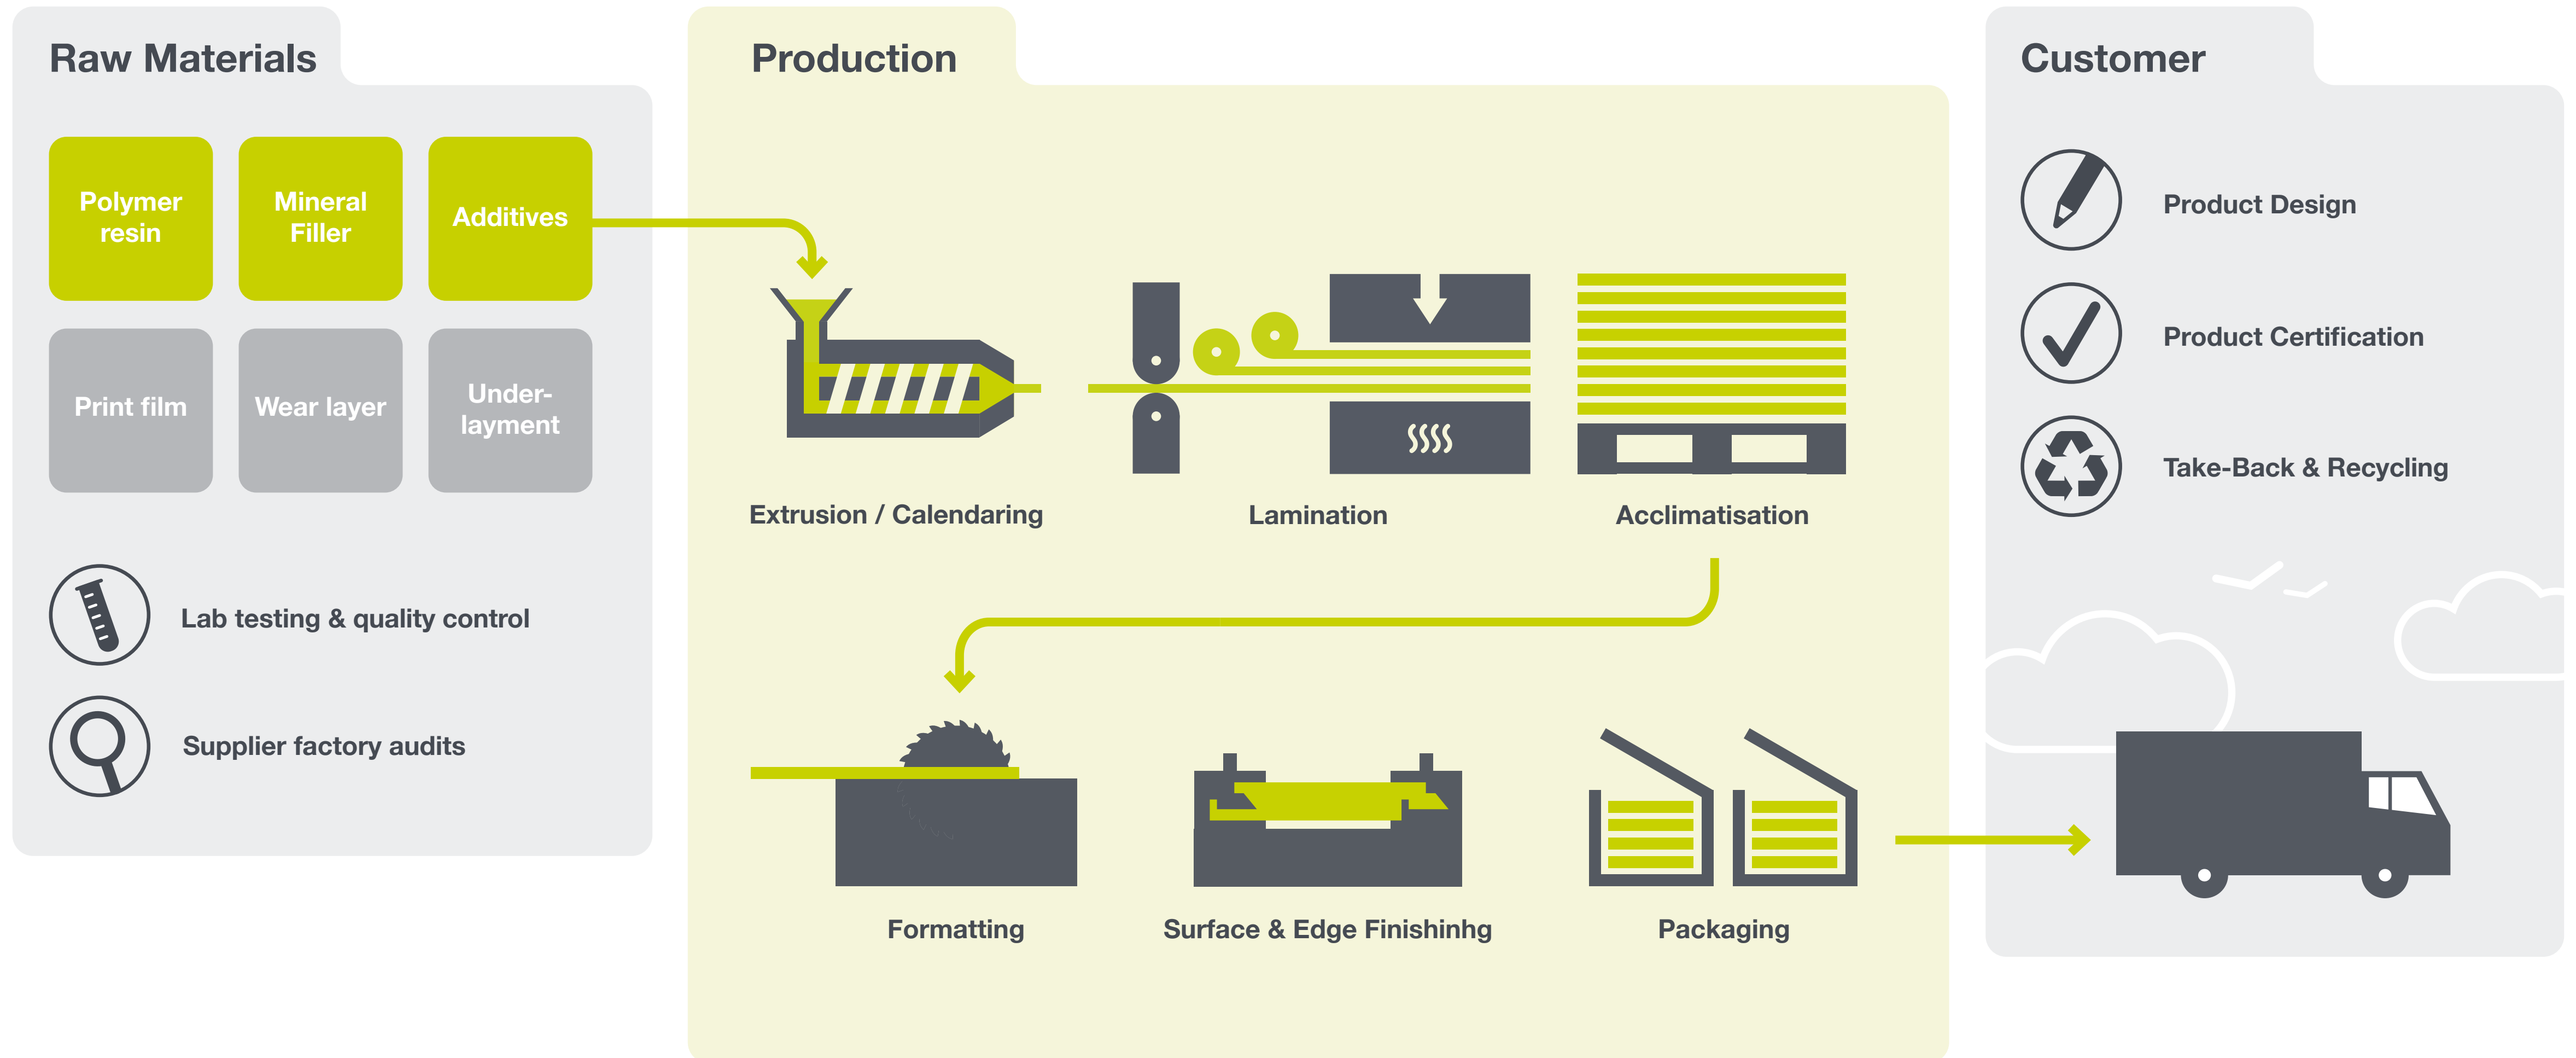 Raw Materials
Polymer
resin
Mineral
Filler
Additives
Print film
Wear layer
Under-
layment
Lab testing & quality control
Supplier factory audits
Production
Extrusion / Calendaring
Lamination
Acclimatisation
Formatting
Surface & Edge Finishinhg
Packaging
Customer
Product Design
Product Certification
Take-Back & Recycling